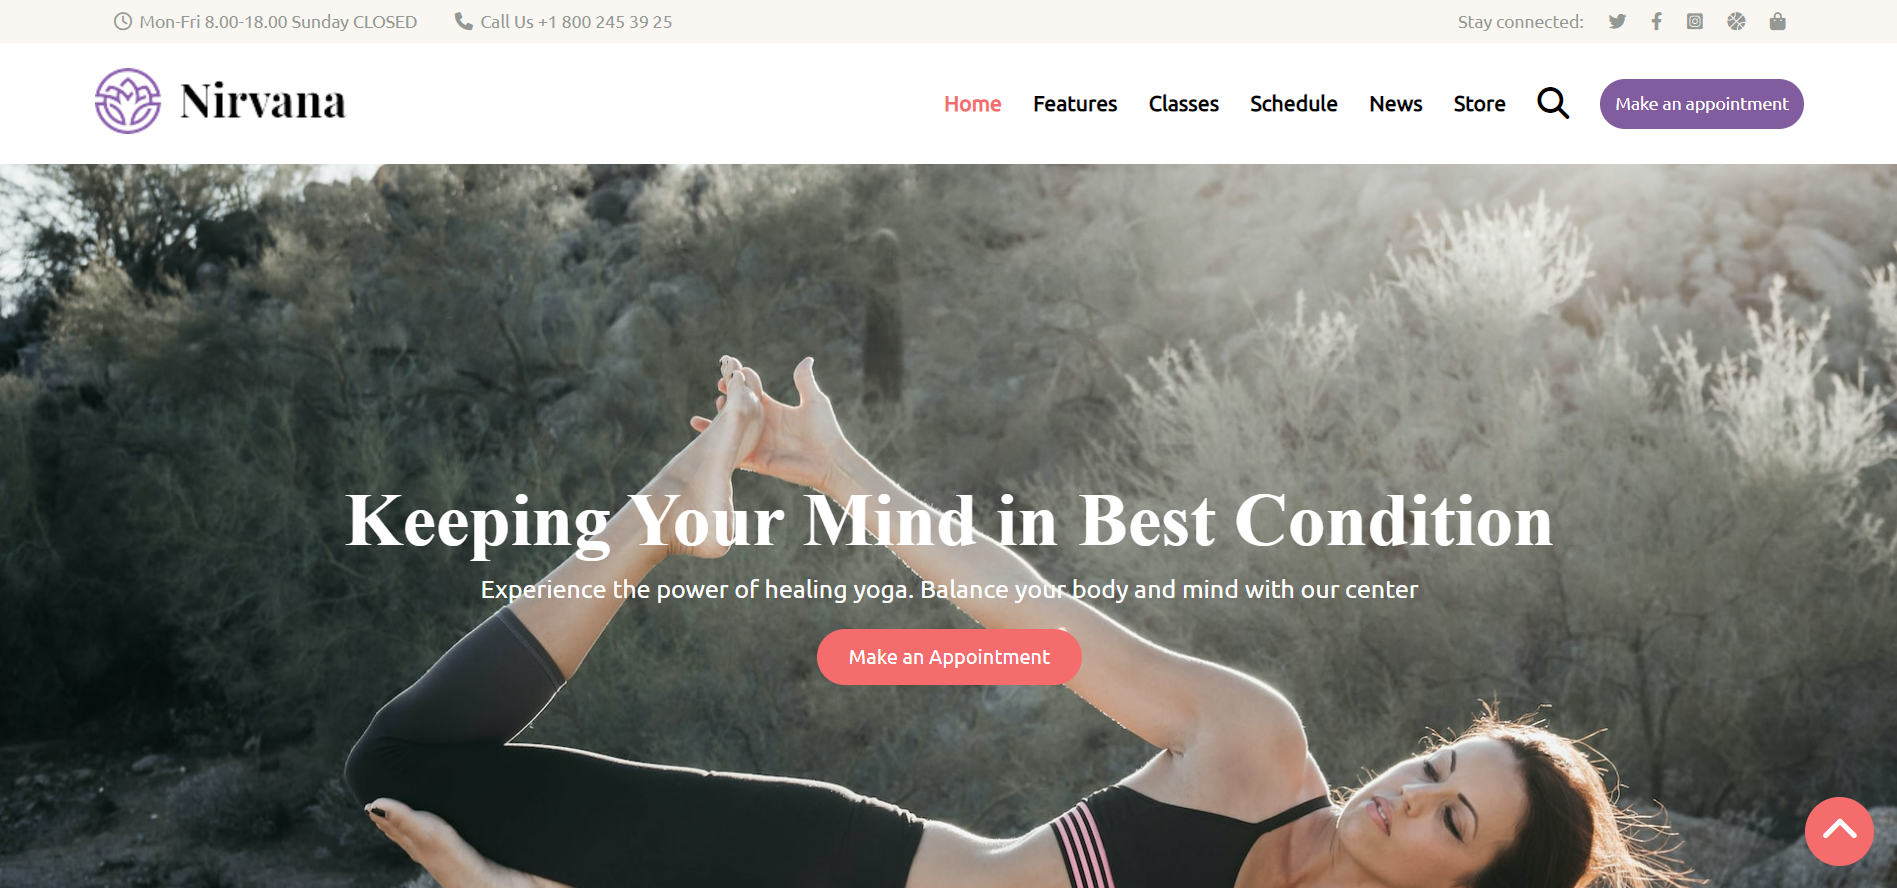 Mon-Fri 8.00-18.00 Sunday CLOSED
Call Us +1 800 245 39 25
Stay connected:
Nirvana
Home
Features
Classes
Schedule
News
Store
Make an appointment
Keeping Your Mind in Best Condition
Experience the power of healing yoga. Balance your body and mind with our center
Make an Appointment